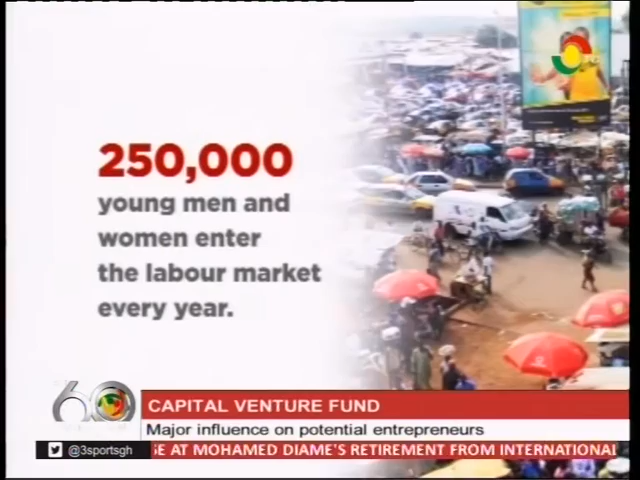 250,000
young men and
women enter
the labour market
every year.
60
CAPITAL VENTURE FUND
Major influence on potential entrepreneurs
@3sportsgh
E AT MOHAMED DIAME'S RETIREMENT FROM INTERNATIONAL